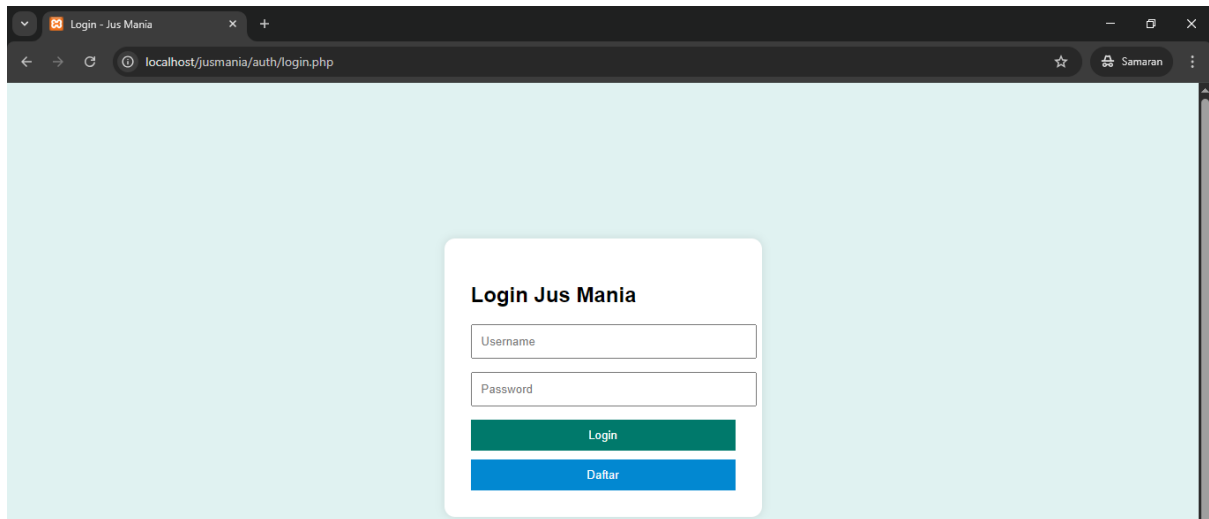 Login - Jus Mania
localhost/jusmania/auth/login.php
Samaran
Login Jus Mania
Username
Password
Login
Daftar